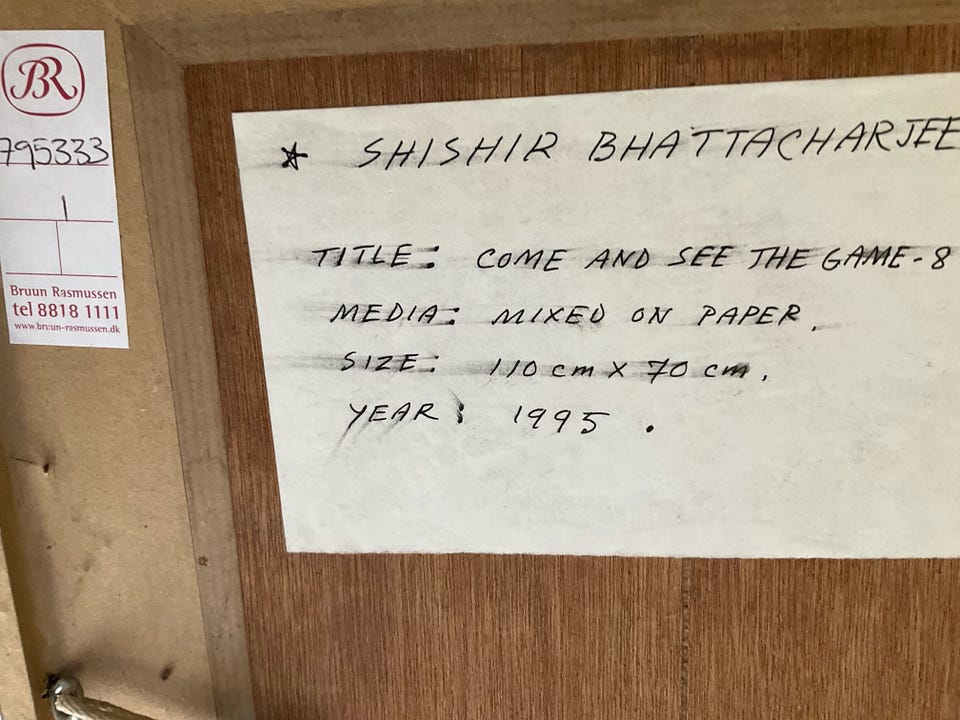 BR
795333
1
Bruun Rasmussen
tel 8818 1111
www.bruun-rasmussen.dk
* SHISHIR BHATTACHARJEE
TITLE: COME AND SEE THE GAME-8
MEDIA: MIXED ON PAPER.
SIZE: 110 cm X 70 cm.
YEAR: 1995.